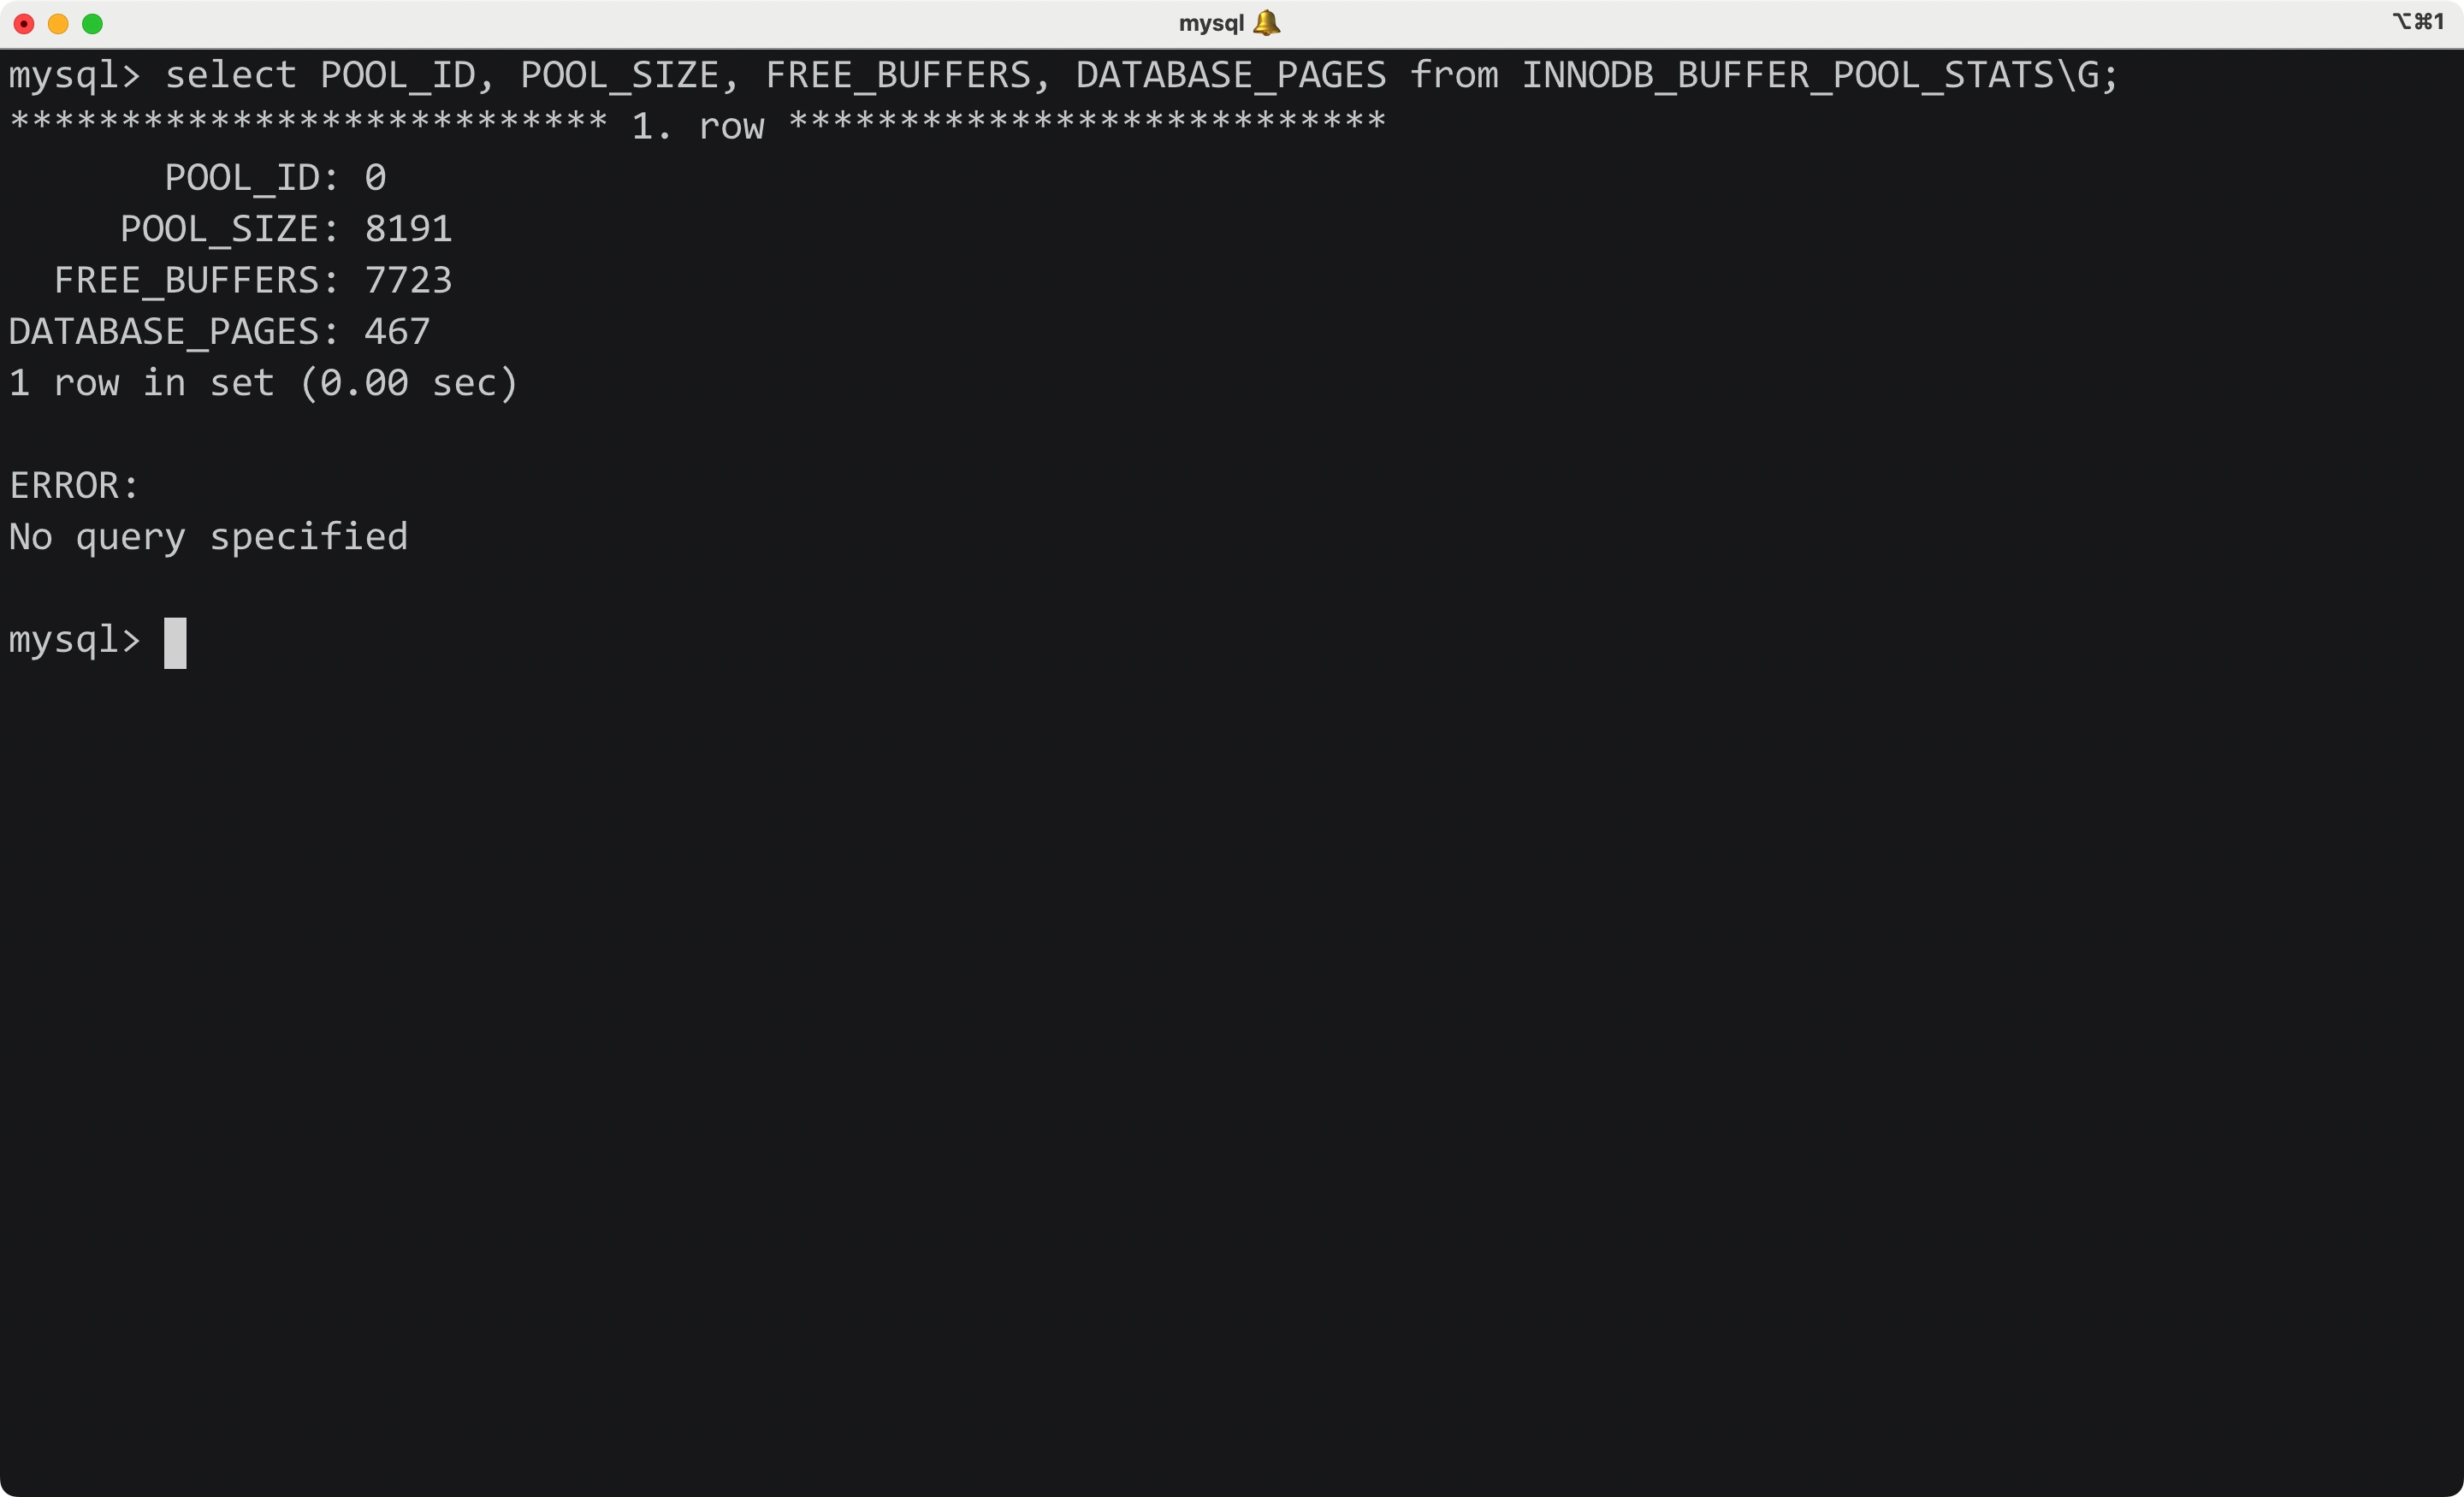 mysql 🔔
⌥⌘1
mysql> select POOL_ID, POOL_SIZE, FREE_BUFFERS, DATABASE_PAGES from INNODB_BUFFER_POOL_STATS\G;
*************************** 1. row ***************************
       POOL_ID: 0
     POOL_SIZE: 8191
  FREE_BUFFERS: 7723
DATABASE_PAGES: 467
1 row in set (0.00 sec)
ERROR:
No query specified
mysql>